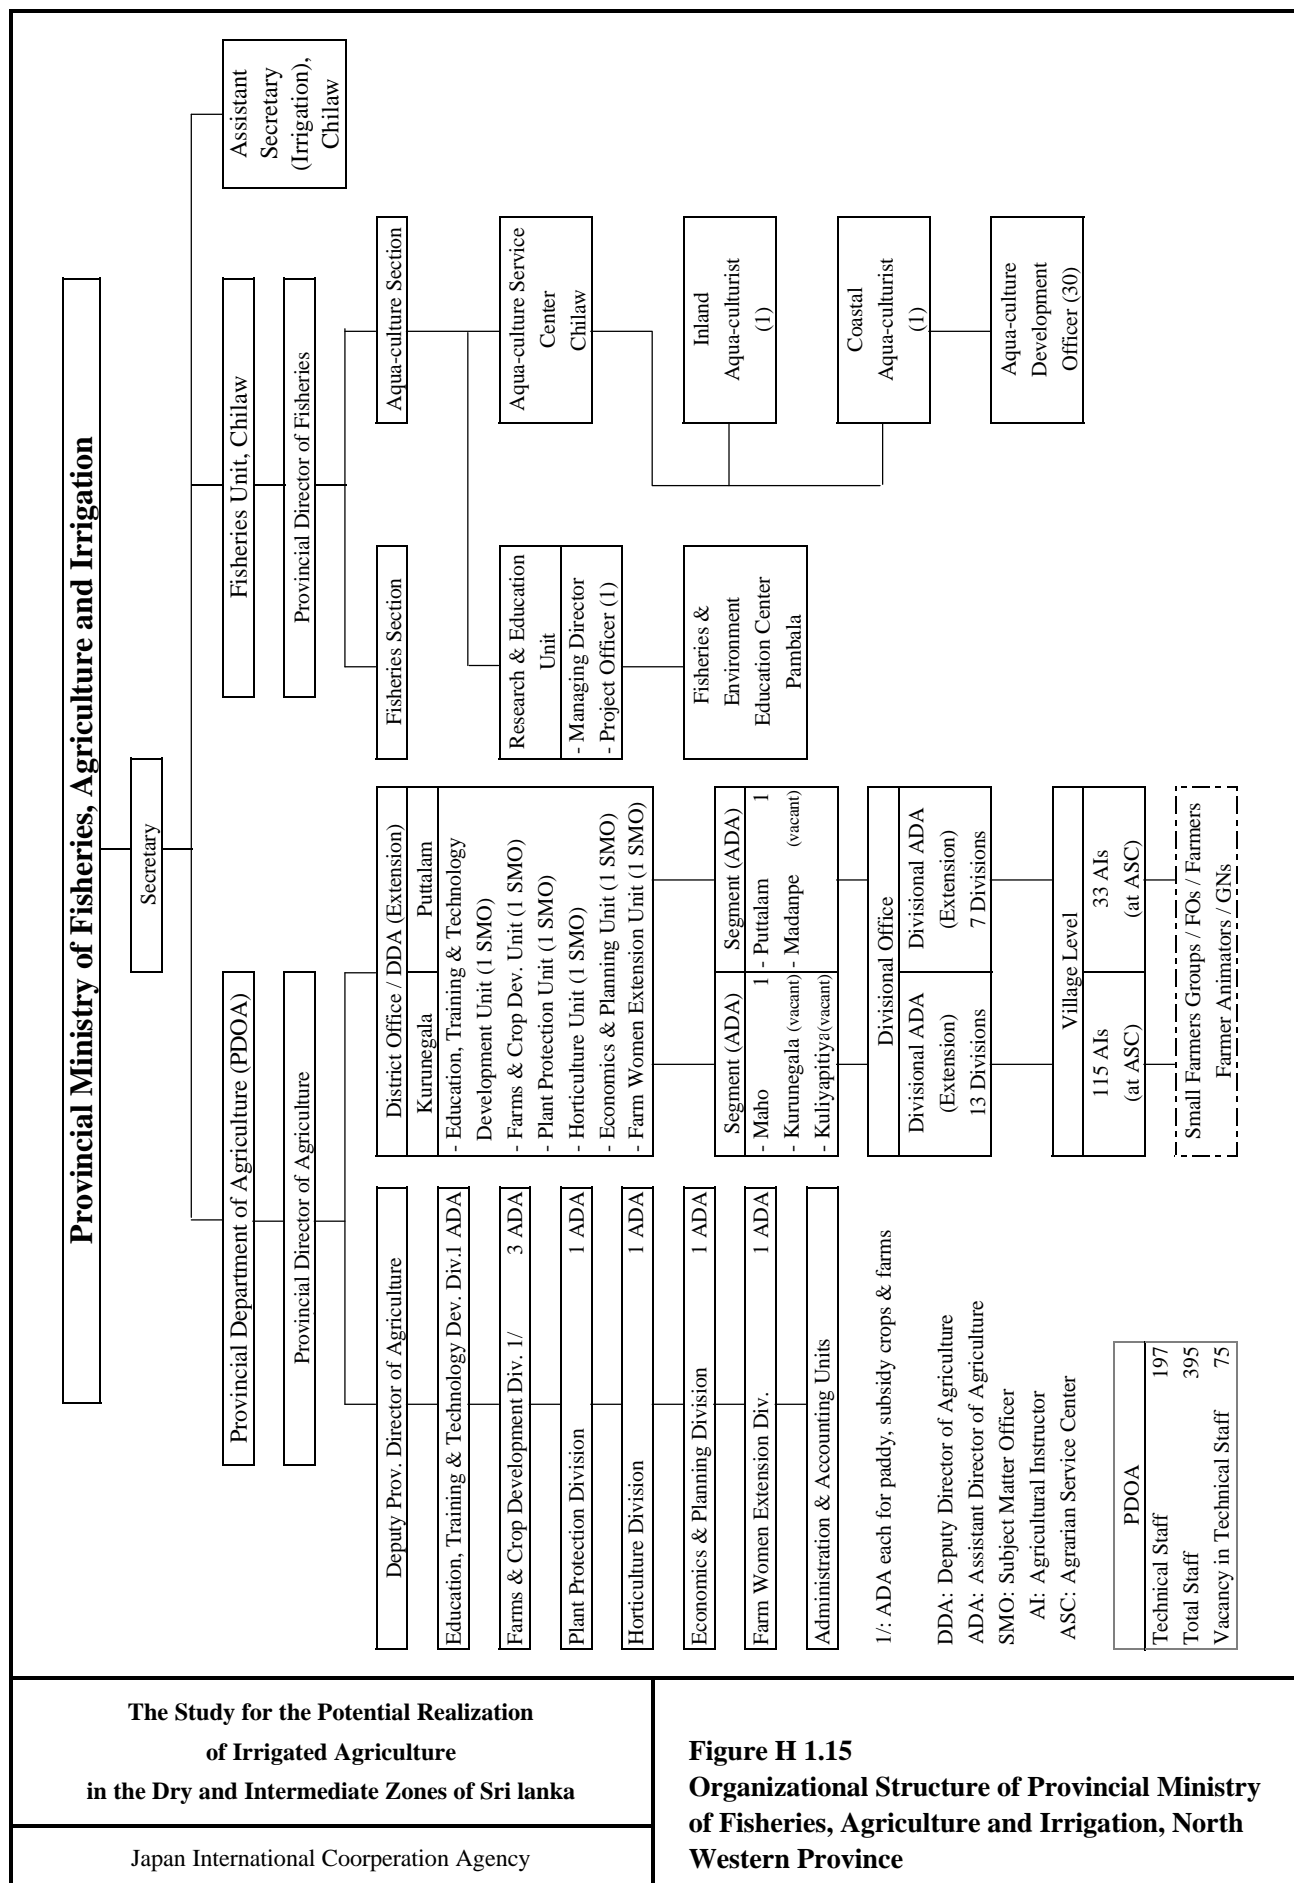 Provincial Ministry of Fisheries, Agriculture and Irrigation
Secretary
Provincial Department of Agriculture (PDOA)
Provincial Director of Agriculture
Deputy Prov. Director of Agriculture
Education, Training & Technology Dev. Div.1 ADA
Farms & Crop Development Div. 1/ 3 ADA
Plant Protection Division 1 ADA
Horticulture Division 1 ADA
Economics & Planning Division 1 ADA
Farm Women Extension Div. 1 ADA
Administration & Accounting Units
District Office / DDA (Extension)
Kurunegala Puttalam
- Education, Training & Technology
Development Unit (1 SMO)
- Farms & Crop Dev. Unit (1 SMO)
- Plant Protection Unit (1 SMO)
- Horticulture Unit (1 SMO)
- Economics & Planning Unit (1 SMO)
- Farm Women Extension Unit (1 SMO)
Segment (ADA)
- Maho 1
- Kurunegala (vacant)
- Kuliyapitiya(vacant)
Segment (ADA)
- Puttalam 1
- Madanpe (vacant)
Divisional Office
Divisional ADA
(Extension)
13 Divisions
Divisional ADA
(Extension)
7 Divisions
Village Level
115 AIs
(at ASC)
33 AIs
(at ASC)
Small Farmers Groups / FOs / Farmers
Farmer Animators / GNs
Fisheries Unit, Chilaw
Provincial Director of Fisheries
Fisheries Section
Aqua-culture Section
Research & Education
Unit
- Managing Director
- Project Officer (1)
Fisheries &
Environment
Education Center
Pambala
Aqua-culture Service
Center
Chilaw
Inland
Aqua-culturist
(1)
Coastal
Aqua-culturist
(1)
Aqua-culture
Development
Officer (30)
Assistant
Secretary
(Irrigation),
Chilaw
1/: ADA each for paddy, subsidy crops & farms
DDA: Deputy Director of Agriculture
ADA: Assistant Director of Agriculture
SMO: Subject Matter Officer
AI: Agricultural Instructor
ASC: Agrarian Service Center
PDOA
Technical Staff 197
Total Staff 395
Vacancy in Technical Staff 75
The Study for the Potential Realization
of Irrigated Agriculture
in the Dry and Intermediate Zones of Sri lanka
Japan International Coorperation Agency
Figure H 1.15
Organizational Structure of Provincial Ministry
of Fisheries, Agriculture and Irrigation, North
Western Province